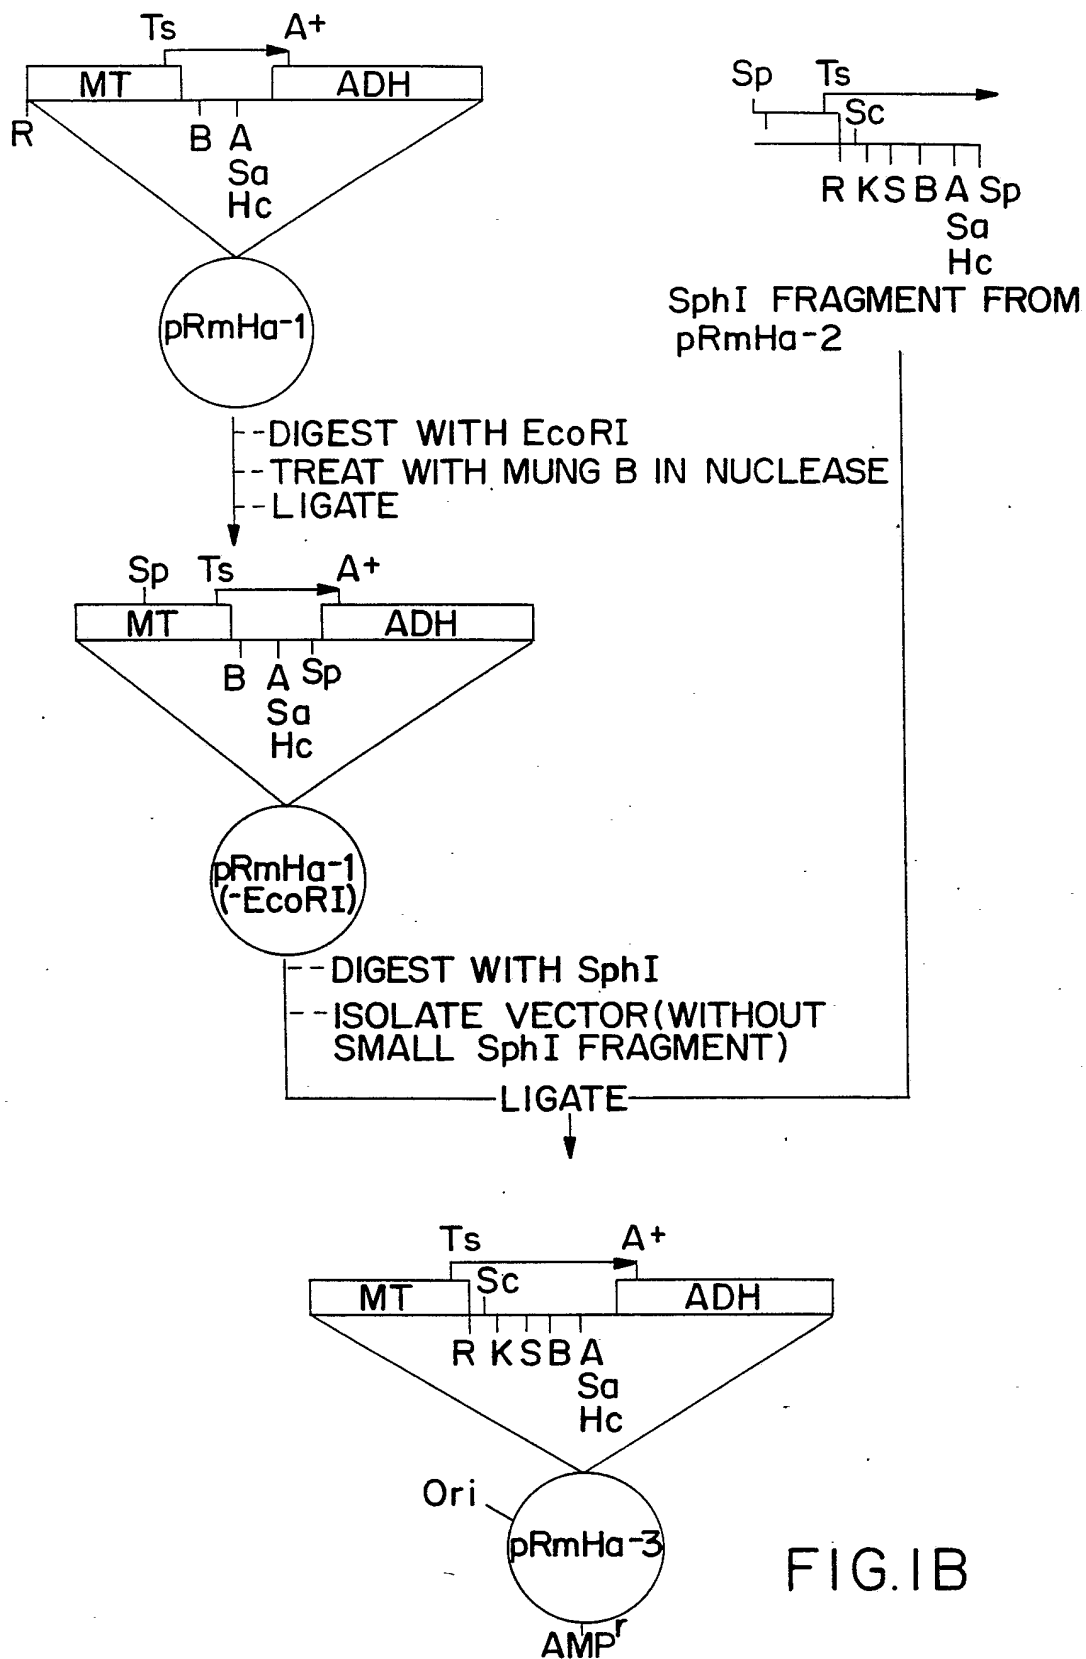 Ts A+
MT ADH
R B A
Sa
Hc
pRmHa-1
Sp Ts
Sc
R K S B A Sp
Sa
Hc
SphI FRAGMENT FROM
pRmHa-2
--DIGEST WITH EcoRI
--TREAT WITH MUNG B IN NUCLEASE
--LIGATE
Sp Ts A+
MT ADH
B A Sp
Sa
Hc
pRmHa-1
(-EcoRI)
--DIGEST WITH SphI
--ISOLATE VECTOR(WITHOUT
SMALL SphI FRAGMENT)
LIGATE
Ts A+
Sc
MT ADH
R K S B A
Sa
Hc
Ori
pRmHa-3
AMPr
FIG.1B